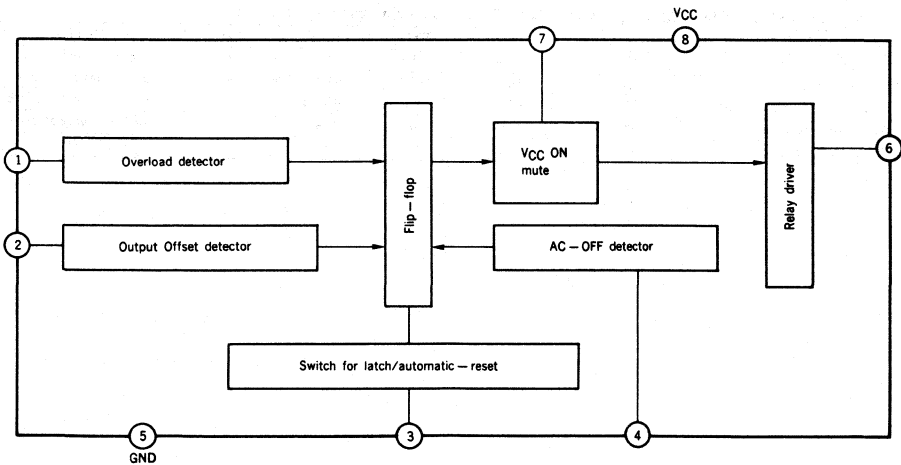 VCC
7
8
1
Overload detector
Flip–flop
VCC ON
mute
Relay driver
6
2
Output Offset detector
AC–OFF detector
Switch for latch/automatic–reset
5
GND
3
4